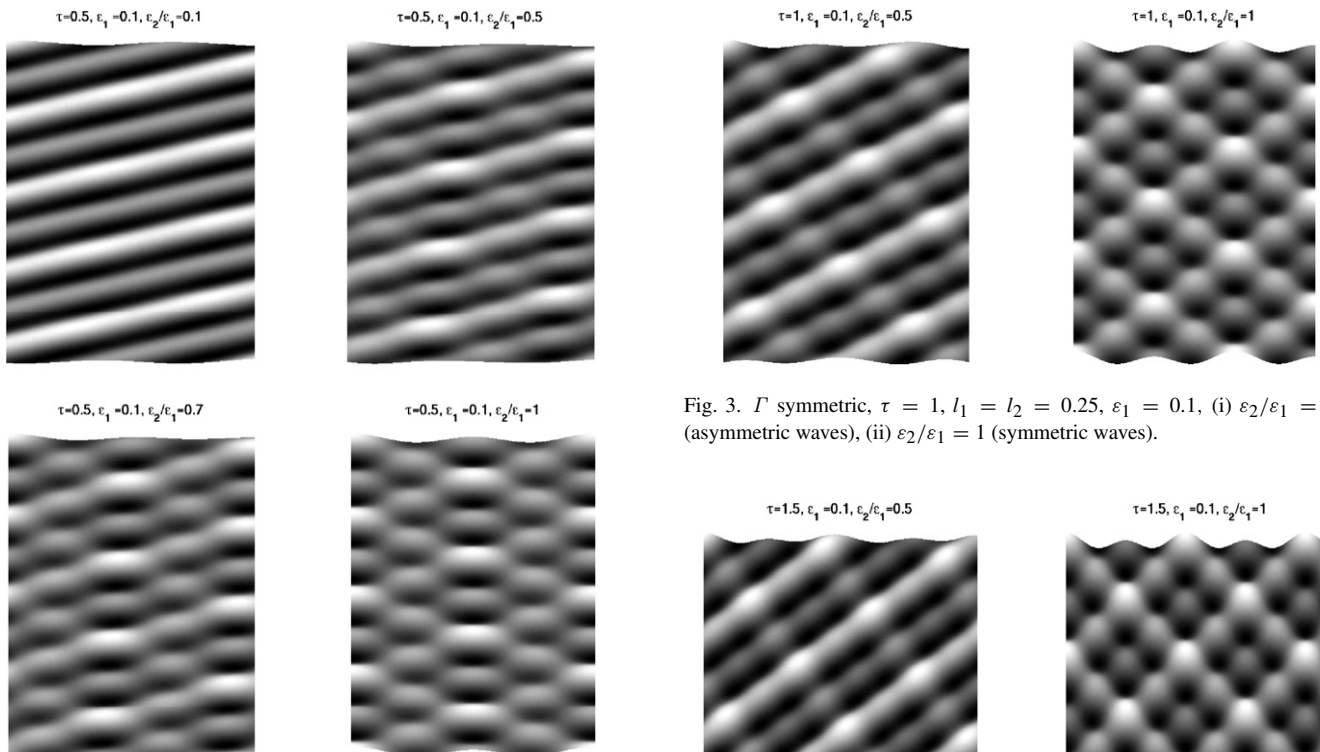 τ=0.5, ε₁ =0.1, ε₂/ε₁=0.1
τ=0.5, ε₁ =0.1, ε₂/ε₁=0.5
τ=0.5, ε₁ =0.1, ε₂/ε₁=0.7
τ=0.5, ε₁ =0.1, ε₂/ε₁=1
τ=1, ε₁ =0.1, ε₂/ε₁=0.5
τ=1, ε₁ =0.1, ε₂/ε₁=1
Fig. 3. Γ symmetric, τ = 1, l₁ = l₂ = 0.25, ε₁ = 0.1, (i) ε₂/ε₁ =
(asymmetric waves), (ii) ε₂/ε₁ = 1 (symmetric waves).
τ=1.5, ε₁ =0.1, ε₂/ε₁=0.5
τ=1.5, ε₁ =0.1, ε₂/ε₁=1